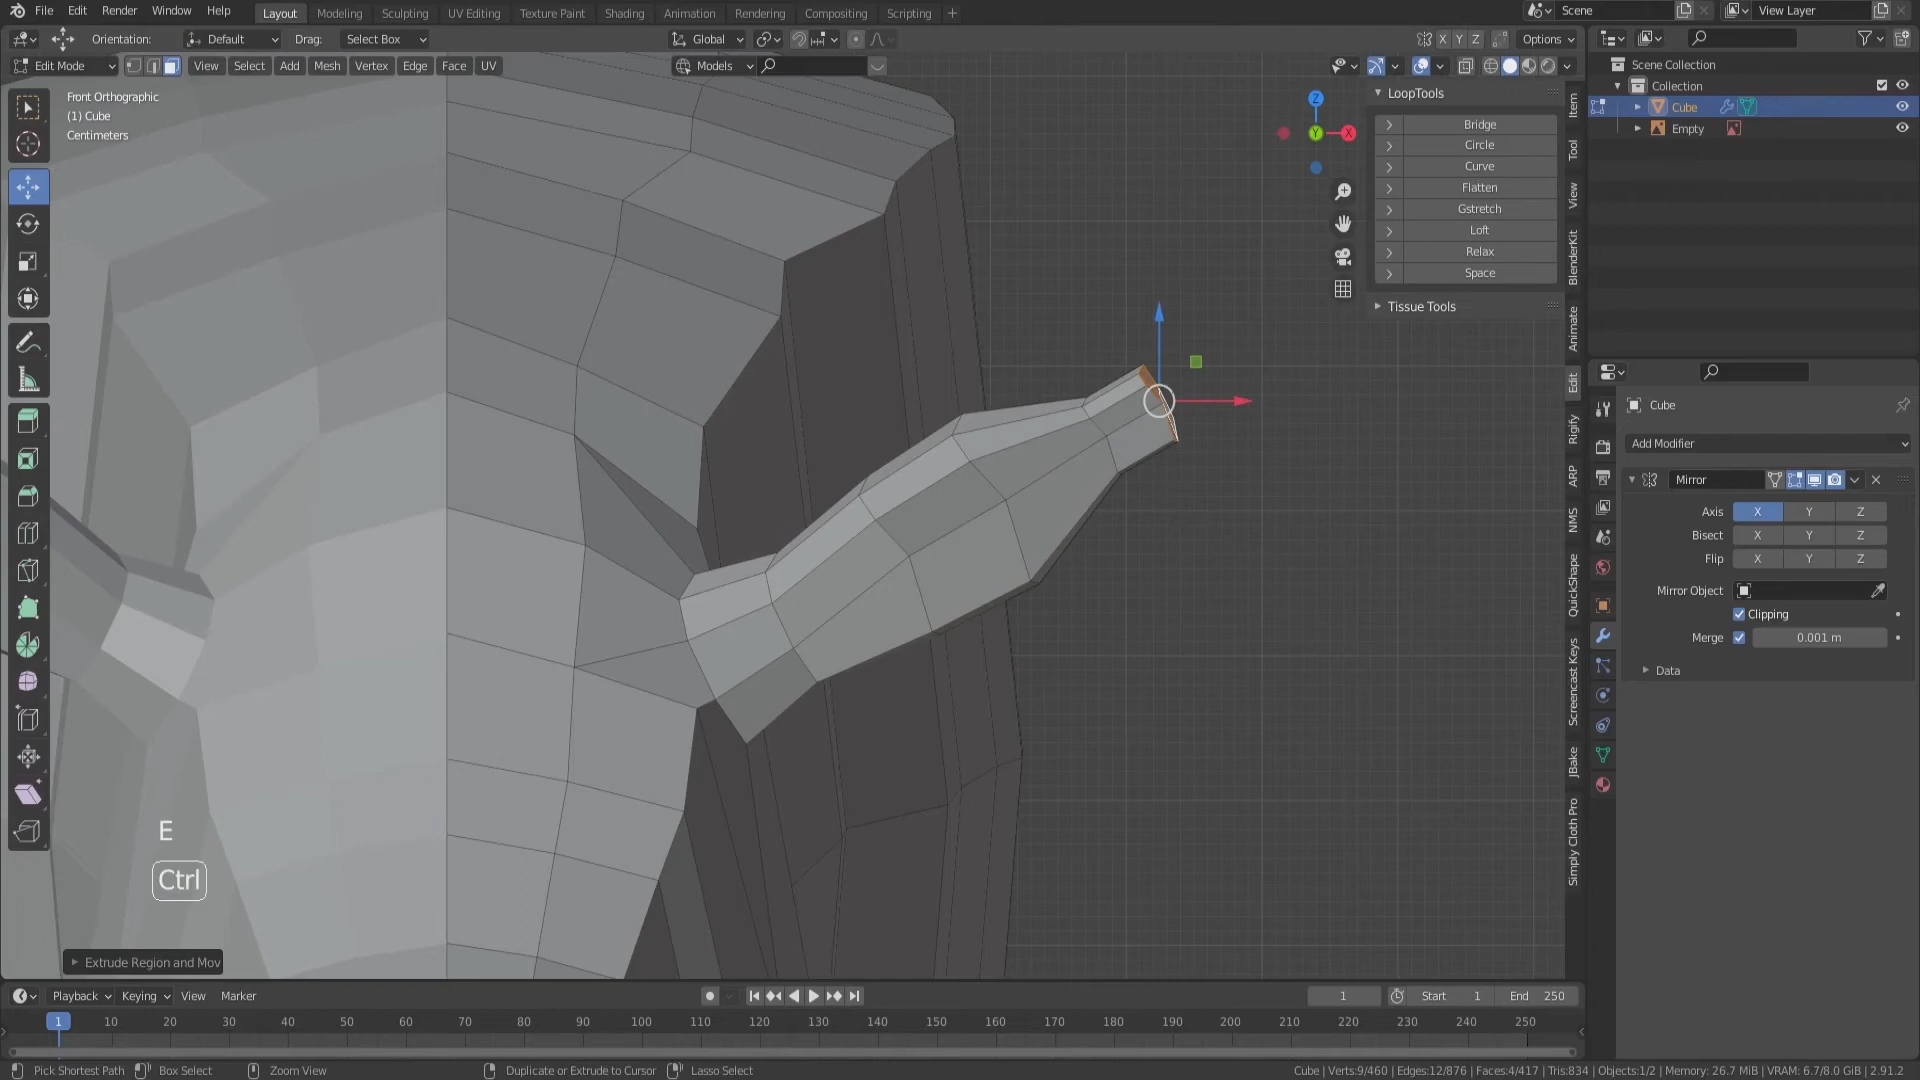 File Edit Render Window Help Layout Modeling Sculpting UV Editing Texture Paint Shading Animation Rendering Compositing Scripting + Scene View Layer
Orientation: Default Drag: Select Box Global X Y Z Options
Edit Mode View Select Add Mesh Vertex Edge Face UV Models
Front Orthographic
(1) Cube
Centimeters
Z
Y
X
LoopTools
Bridge
Circle
Curve
Flatten
Gstretch
Loft
Relax
Space
Tissue Tools
Item
Tool
View
BlenderKit
Animate
Edit
Rigify
ARP
NMS
QuickShape
Screencast Keys
JBake
Simply Cloth Pro
Scene Collection
Collection
Cube
Empty
Cube
Add Modifier
Mirror
Axis X Y Z
Bisect X Y Z
Flip X Y Z
Mirror Object
Clipping
Merge 0.001 m
Data
E
Ctrl
Extrude Region and Mov
Playback Keying View Marker 1 Start 1 End 250
1 10 20 30 40 50 60 70 80 90 100 110 120 130 140 150 160 170 180 190 200 210 220 230 240 250
Pick Shortest Path Box Select Zoom View Duplicate or Extrude to Cursor Lasso Select Cube | Verts:9/460 | Edges:12/876 | Faces:4/417 | Tris:834 | Objects:1/2 | Memory: 26.7 MiB | VRAM: 6.7/8.0 GiB | 2.91.2